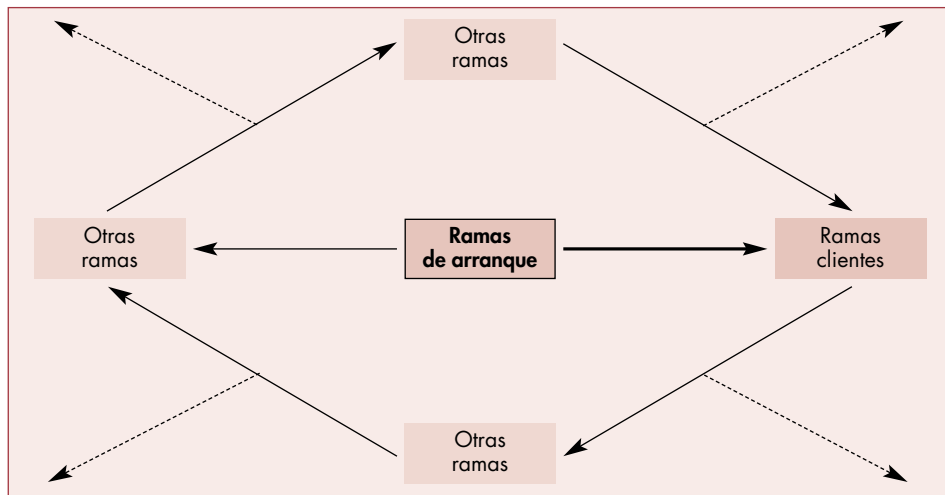 Otras
ramas
Otras
ramas
Ramas
de arranque
Ramas
clientes
Otras
ramas